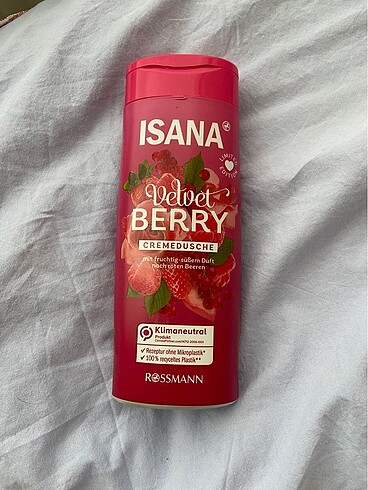 ISANA
LIMITED
EDITION
Velvet
BERRY
CREMEDUSCHE
mit fruchtig-süßem Duft
nach roten Beeren
Klimaneutral
Produkt
✓ Rezeptur ohne Mikroplastik*
✓ 100 % recyceltes Plastik**
ROSSMANN